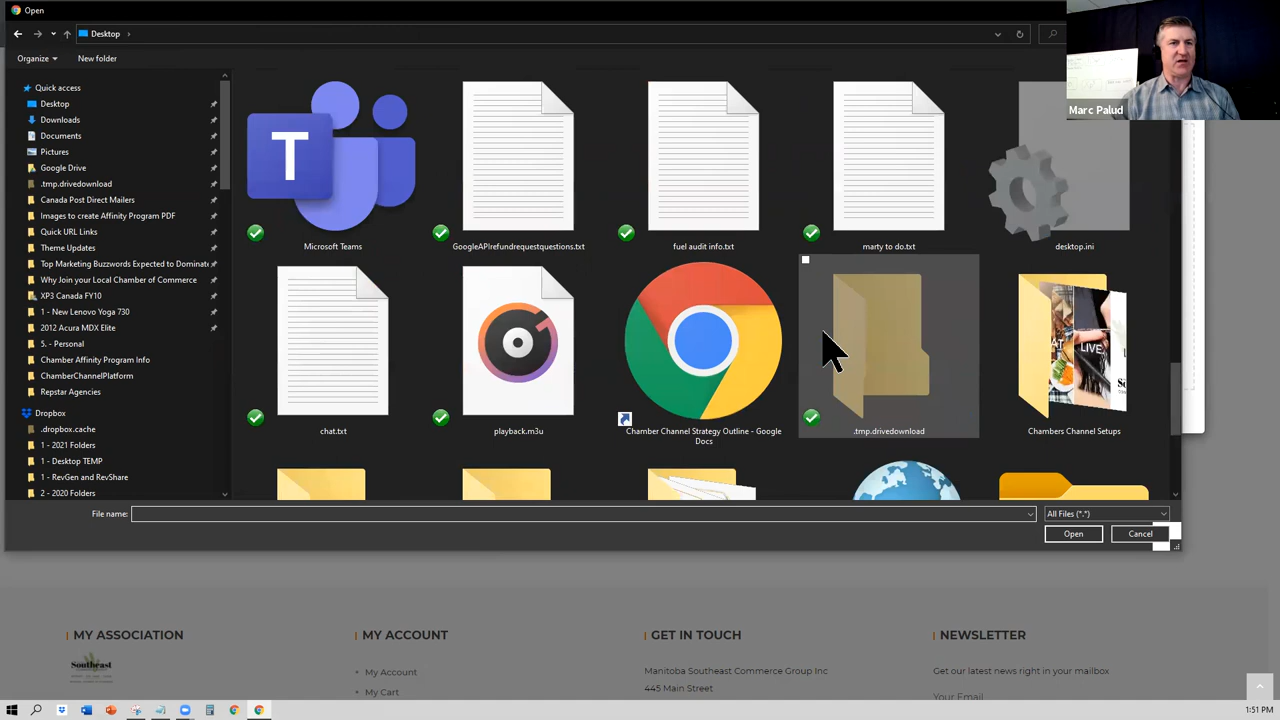 Open
Desktop
Organize
New folder
Marc Palud
Quick access
Desktop
Downloads
Documents
Pictures
Google Drive
.tmp.drivedownload
Canada Post Direct Mailer
Images to create Affinity Program PDF
Quick URL Links
Theme Updates
Top Marketing Buzzwords Expected to Dominate
Why Join your Local Chamber of Commerce
XP3 Canada FY10
1 - New Lenovo Yoga 730
2012 Acura MDX Elite
5. - Personal
Chamber Affinity Program Info
ChamberChannelPlatform
Repstar Agencies
Dropbox
.dropbox.cache
1 - 2021 Folders
1 - Desktop TEMP
1 - RevGen and RevShare
2 - 2020 Folders
T
Microsoft Teams
GoogleAPIrefundrequestquestions.txt
fuel audit info.txt
marty to do.txt
desktop.ini
chat.txt
playback.m3u
Chamber Channel Strategy Outline - Google
Docs
.tmp.drivedownload
Chambers Channel Setups
File name:
All Files (*.*)
Open
Cancel
MY ASSOCIATION
Southeast
MY ACCOUNT
My Account
My Cart
GET IN TOUCH
Manitoba Southeast Commerce Group Inc
445 Main Street
NEWSLETTER
Get our latest news right in your mailbox
Your Email
1:51 PM